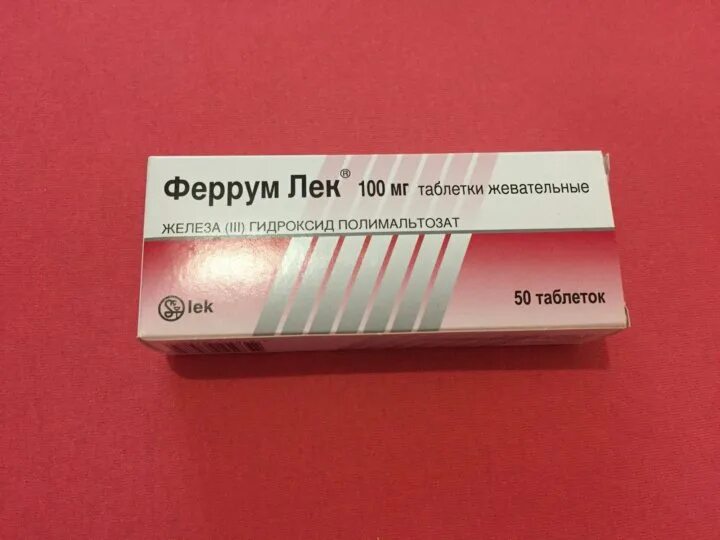 Феррум Лек® 100 мг таблетки жевательные
ЖЕЛЕЗА (III) ГИДРОКСИД ПОЛИМАЛЬТОЗАТ
lek
50 таблеток